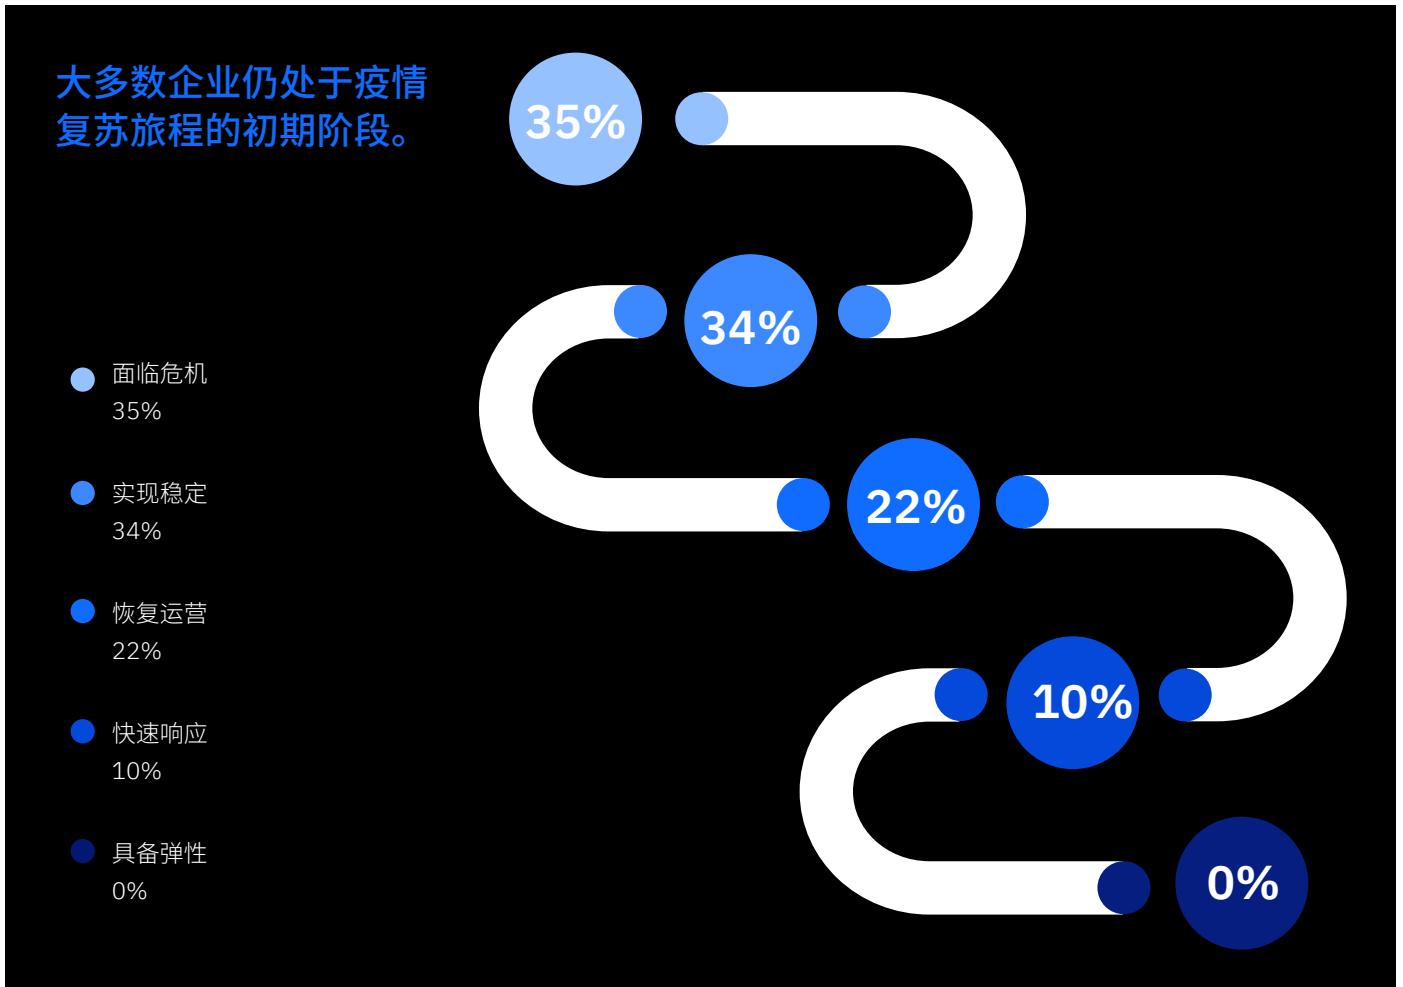 大多数企业仍处于疫情
复苏旅程的初期阶段。
35%
34%
22%
10%
0%
面临危机
35%
实现稳定
34%
恢复运营
22%
快速响应
10%
具备弹性
0%